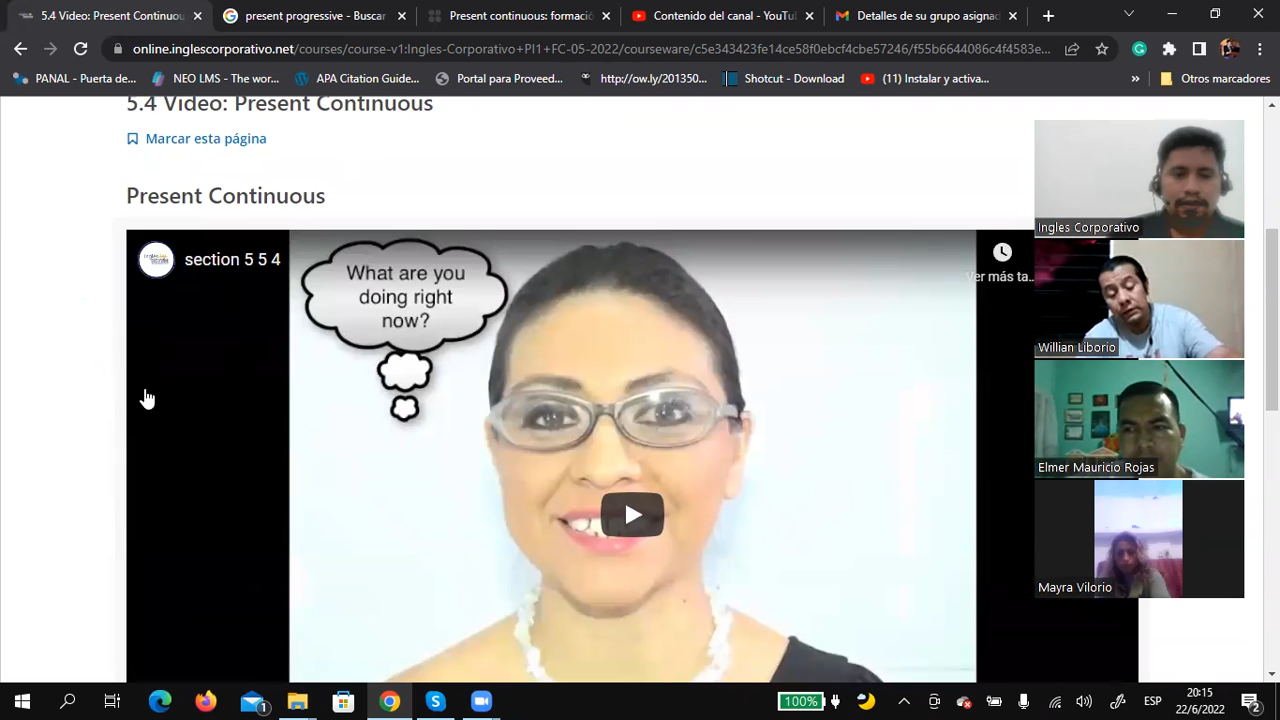 5.4 Video: Present Continuou
present progressive - Buscar
Present continuous: formació
Contenido del canal - YouTu
Detalles de su grupo asignad
online.inglescorporativo.net/courses/course-v1:Ingles-Corporativo+PI1+FC-05-2022/courseware/c5e343423fe14ce58f0ebcf4cbe57246/f55b6644086c4f4583e...
PANAL - Puerta de...
NEO LMS - The wor...
APA Citation Guide...
Portal para Proveed...
http://ow.ly/201350...
Shotcut - Download
(11) Instalar y activa...
»
Otros marcadores
5.4 Video: Present Continuous
Marcar esta página
Present Continuous
section 5 5 4
What are you
doing right
now?
Ver más ta...
Ingles Corporativo
Willian Liborio
Elmer Mauricio Rojas
Mayra Vilorio
1
100%
ESP
20:15
22/6/2022
2